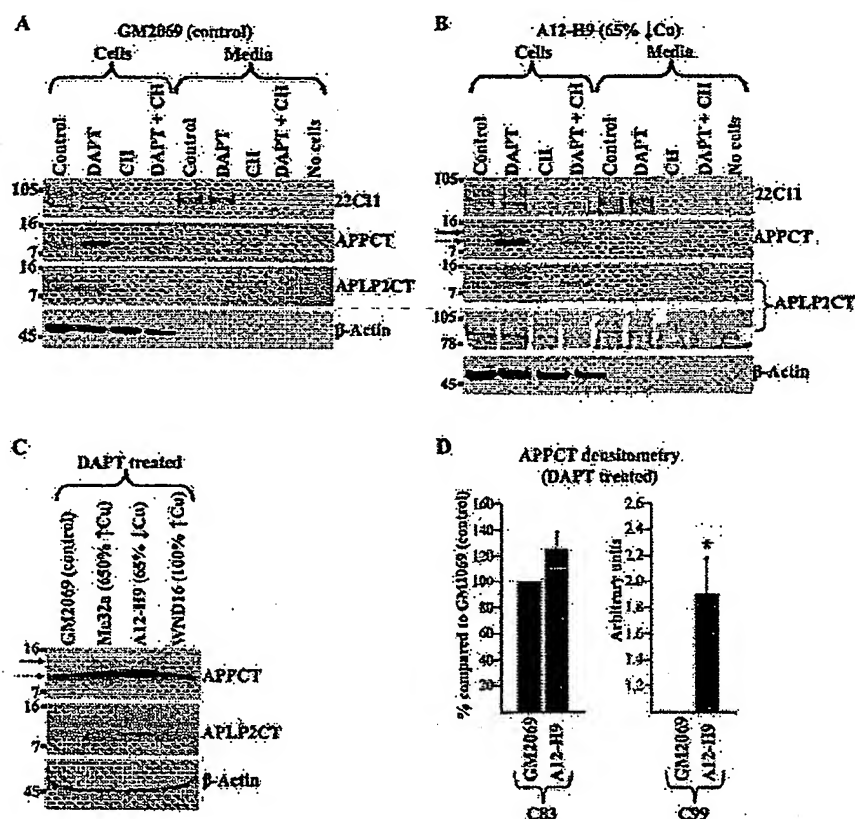 A
GM2069 (control)
Cells
Media
Control
DAPT
CH
DAPT + CH
Control
DAPT
CH
DAPT + CH
No cells
105
22C11
16
APPCT
7
16
APLP2CT
7
β-Actin
45
B
A12-H9 (65% ↓Cu)
Cells
Media
Control
DAPT
CH
DAPT + CH
Control
DAPT
CH
DAPT + CH
No cells
105
22C11
16
APPCT
7
16
7
APLP2CT
105
78
β-Actin
45
C
DAPT treated
GM2069 (control)
Mc32a (650% ↑Cu)
A12-H9 (65% ↓Cu)
WND16 (100% ↑Cu)
16
APPCT
7
16
APLP2CT
7
β-Actin
45
D
APPCT densitometry
(DAPT treated)
% compared to GM2069 (control)
160
140
120
100
80
60
40
20
GM2069
A12-H9
C83
Arbitrary units
2.6
2.4
2.2
2.0
1.8
1.6
1.4
1.2
*
GM2069
A12-H9
C99